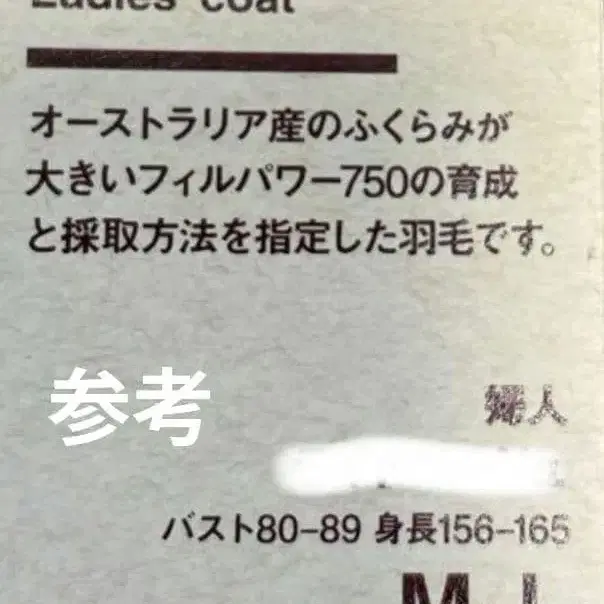 Ladies' coat
オーストラリア産のふくらみが
大きいフィルパワー750の育成
と採取方法を指定した羽毛です。
参考
婦人
バスト80-89 身長156-165